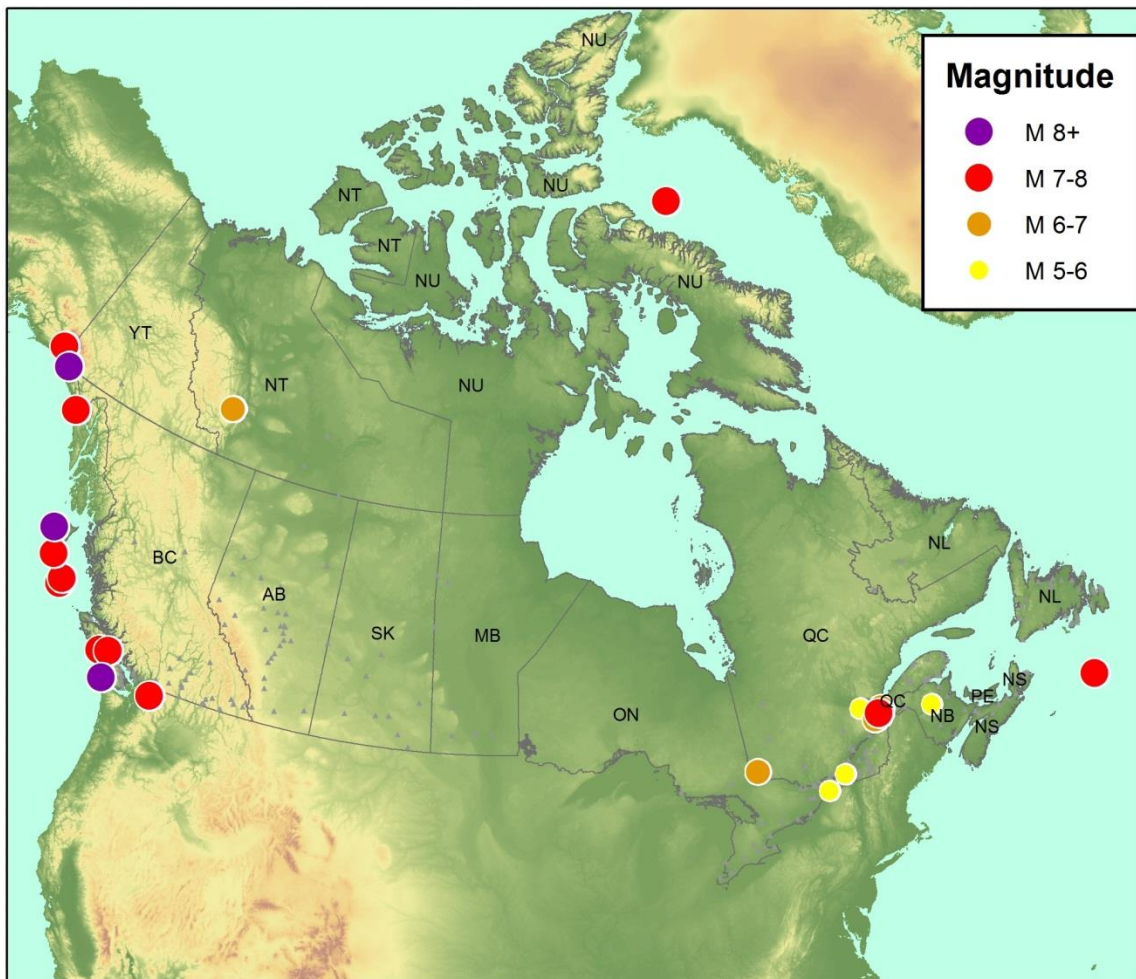 NU
Magnitude
M 8+
M 7-8
M 6-7
M 5-6
NT
NU
NT
NU
NU
YT
NT
NU
BC
AB
SK
MB
ON
QC
NL
NL
QC
NB
PE
NS
NS